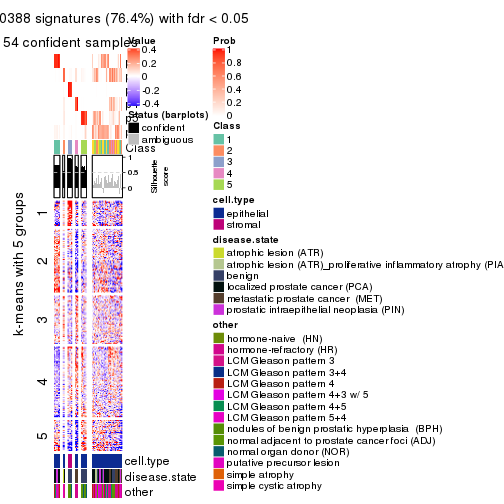 0388 signatures (76.4%) with fdr < 0.05
54 confident samples
Value
0.4
0.2
0
-0.2
-0.4
Status (barplots)
confident
ambiguous
Class
1
0.5
0
Silhouette
score
k-means with 5 groups
1
2
3
4
5
cell.type
disease.state
other
Prob
1
0.8
0.6
0.4
0.2
0
Class
1
2
3
4
5
cell.type
epithelial
stromal
disease.state
atrophic lesion (ATR)
atrophic lesion (ATR)_proliferative inflammatory atrophy (PIA
benign
localized prostate cancer (PCA)
metastatic prostate cancer  (MET)
prostatic intraepithelial neoplasia (PIN)
other
hormone-naive  (HN)
hormone-refractory (HR)
LCM Gleason pattern 3
LCM Gleason pattern 3+4
LCM Gleason pattern 4
LCM Gleason pattern 4+3 w/ 5
LCM Gleason pattern 4+5
LCM Gleason pattern 5+4
nodules of benign prostatic hyperplasia  (BPH)
normal adjacent to prostate cancer foci (ADJ)
normal organ donor (NOR)
putative precursor lesion
simple atrophy
simple cystic atrophy